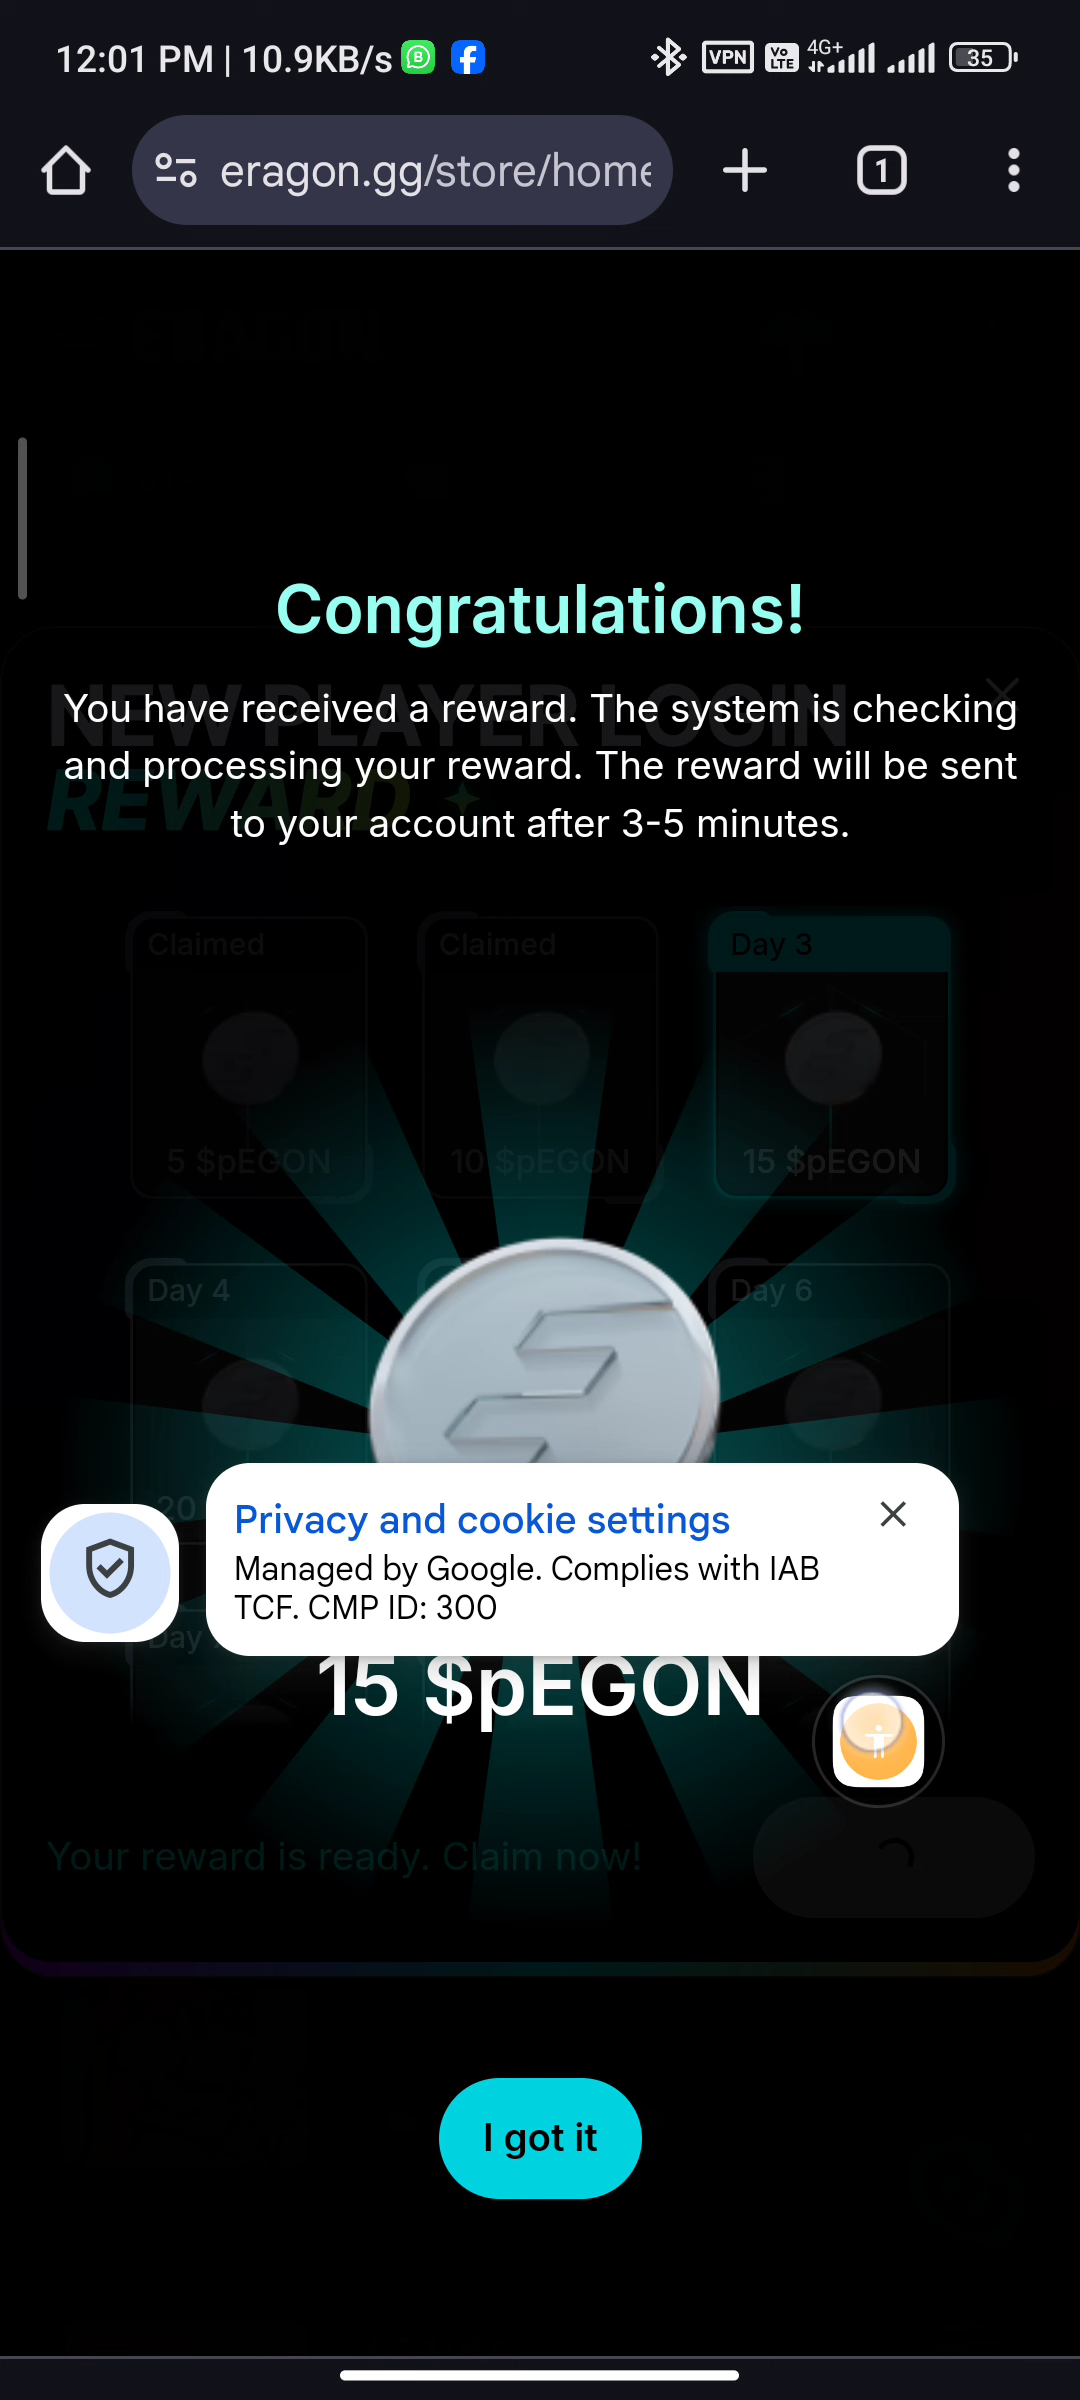 12:01 PM | 10.9KB/s
VPN
Vo LTE
4G+
35
eragon.gg/store/home
1
Congratulations!
NEW PLAYER LOGIN
REWARD
You have received a reward. The system is checking
and processing your reward. The reward will be sent
to your account after 3-5 minutes.
Claimed
Claimed
Day 3
5 $pEGON
10 $pEGON
15 $pEGON
Day 4
Day 6
20
Privacy and cookie settings
Managed by Google. Complies with IAB
TCF. CMP ID: 300
Day
15 $pEGON
Your reward is ready. Claim now!
I got it